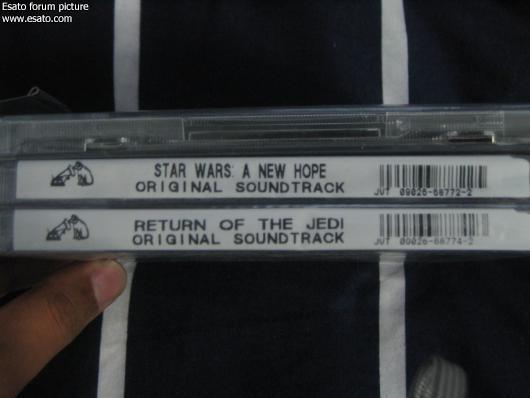 Esato forum picture
www.esato.com
STAR WARS: A NEW HOPE
ORIGINAL SOUNDTRACK
JVT 09026-68772-2
RETURN OF THE JEDI
ORIGINAL SOUNDTRACK
JVT 09026-68774-2